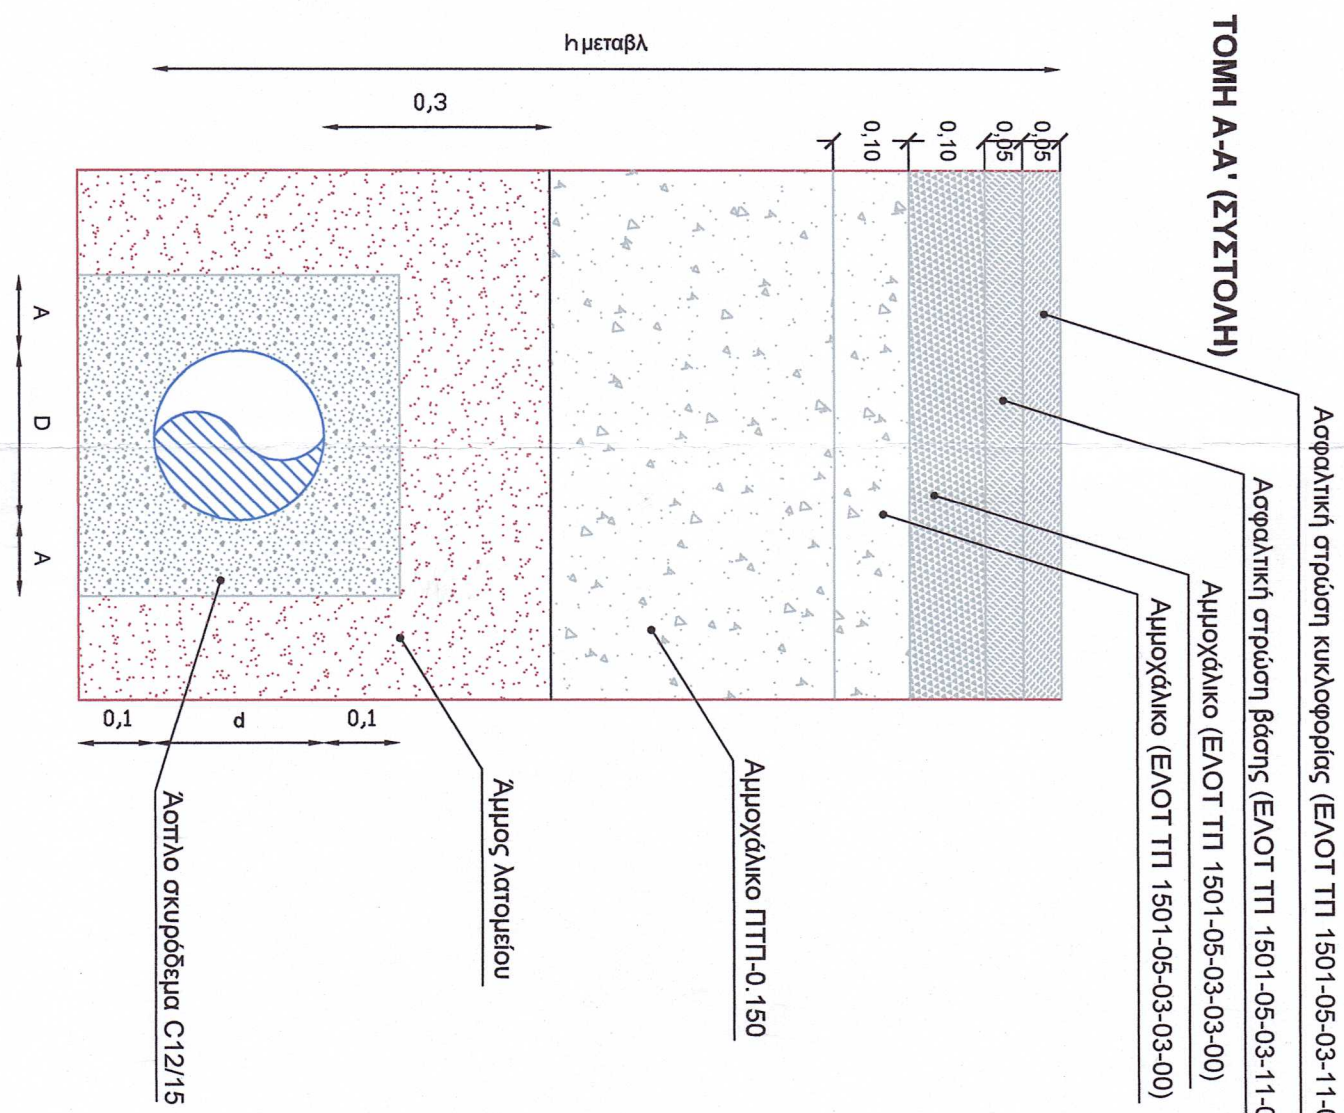 ΤΟΜΗ Α-Α' (ΣΥΣΤΟΛΗ)
Ασφαλτική στρώση κυκλοφορίας (ΕΛΟΤ ΤΠ 1501-05-03-11-
Ασφαλτική στρώση βάσης (ΕΛΟΤ ΤΠ 1501-05-03-11-
Αμμοχάλικο (ΕΛΟΤ ΤΠ 1501-05-03-03-00)
Αμμοχάλικο (ΕΛΟΤ ΤΠ 1501-05-03-03-00)
Αμμοχάλικο ΠΤΠ-0.150
Άμμος λατομείου
Άοπλο σκυρόδεμα C12/15
0,05
0,05
0,10
0,10
h μεταβλ
0,3
0,1
d
0,1
A
D
A